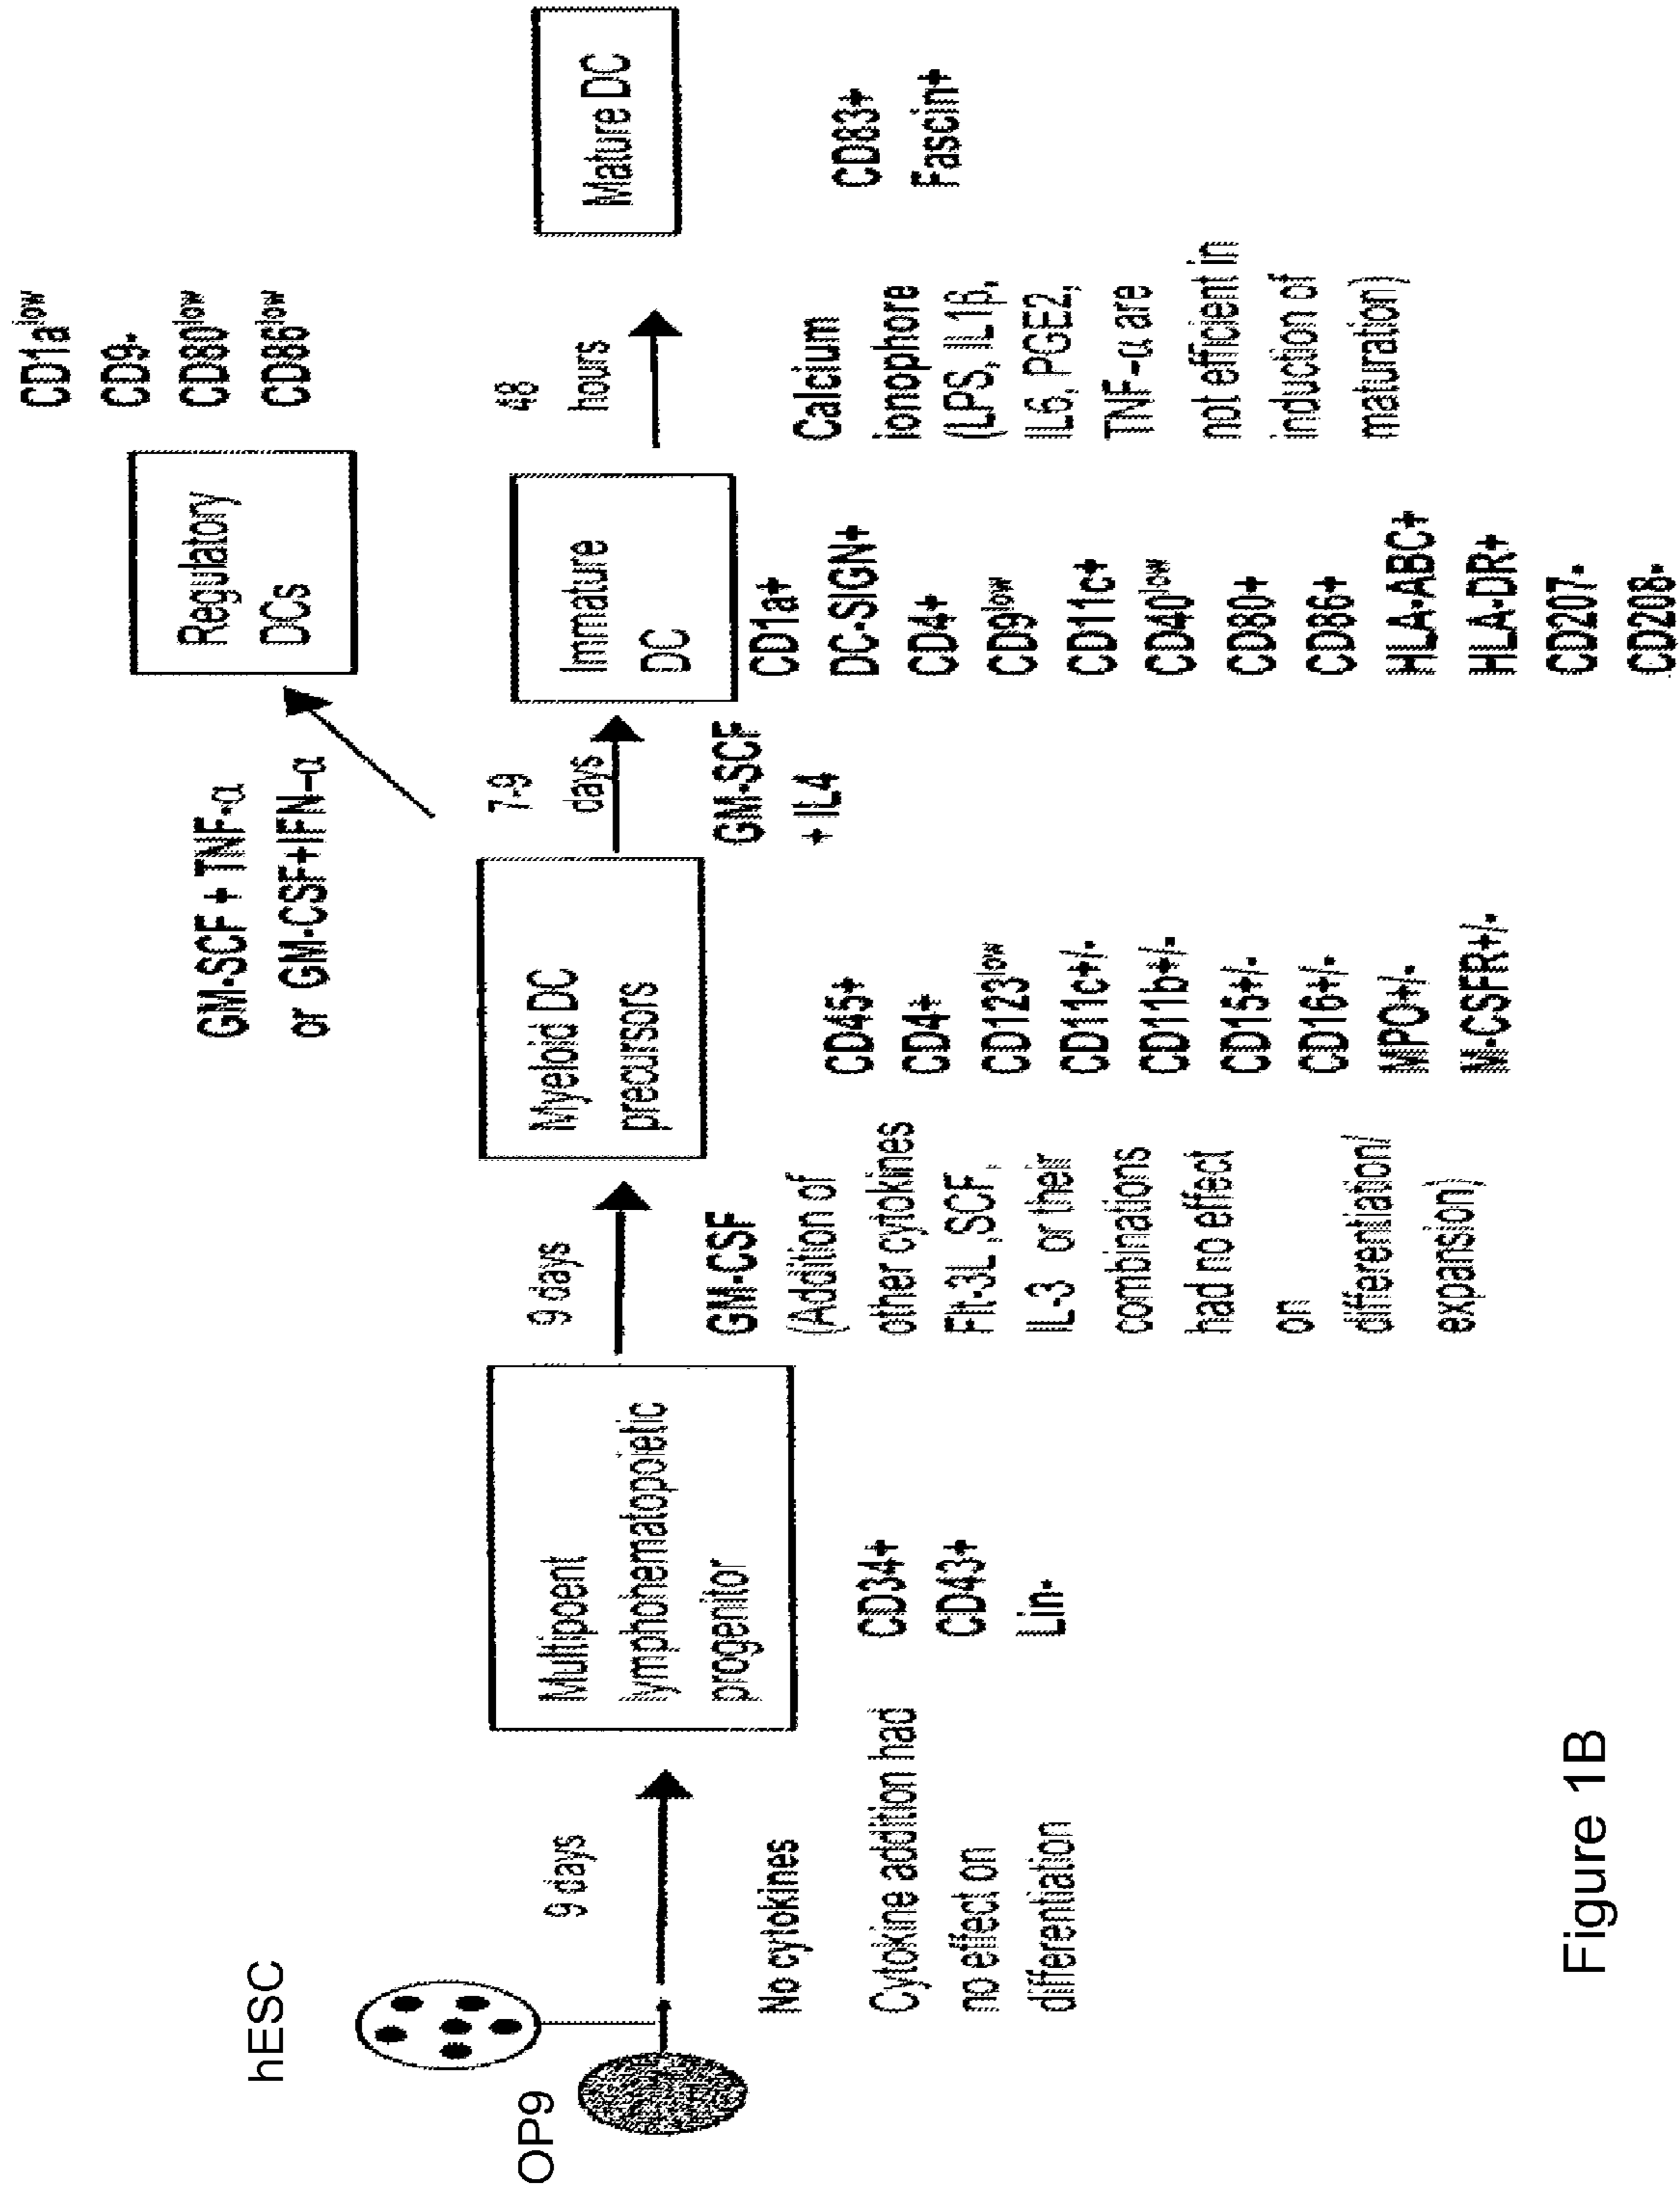 hESC
OP9
9 days
No cytokines
Cytokine addition had
no effect on
differentiation
Multipoent
lymphohematopoietic
progenitor
CD34+
CD43+
Lin-
9 days
GM-CSF
(Addition of
other cytokines
Flt-3L ,SCF ,
IL-3 or their
combinations
had no effect
on
differentiation/
expansion)
Myeloid DC
precursors
CD45+
CD4+
CD123low
CD11c+/-
CD11b+/-
CD15+/-
CD16+/-
MPO+/-
M-CSFR+/-
GM-SCF + TNF-α
or GM-CSF+IFN-α
7-9
days
GM-SCF
+ IL4
Regulatory
DCs
CD1alow
CD9-
CD80low
CD86low
Immature
DC
CD1a+
DC-SIGN+
CD4+
CD9low
CD11c+
CD40low
CD80+
CD86+
HLA-ABC+
HLA-DR+
CD207-
CD208-
48
hours
Calcium
ionophore
(LPS, IL1β,
IL6, PGE2,
TNF-α are
not efficient in
induction of
maturation)
Mature DC
CD83+
Fascin+
Figure 1B